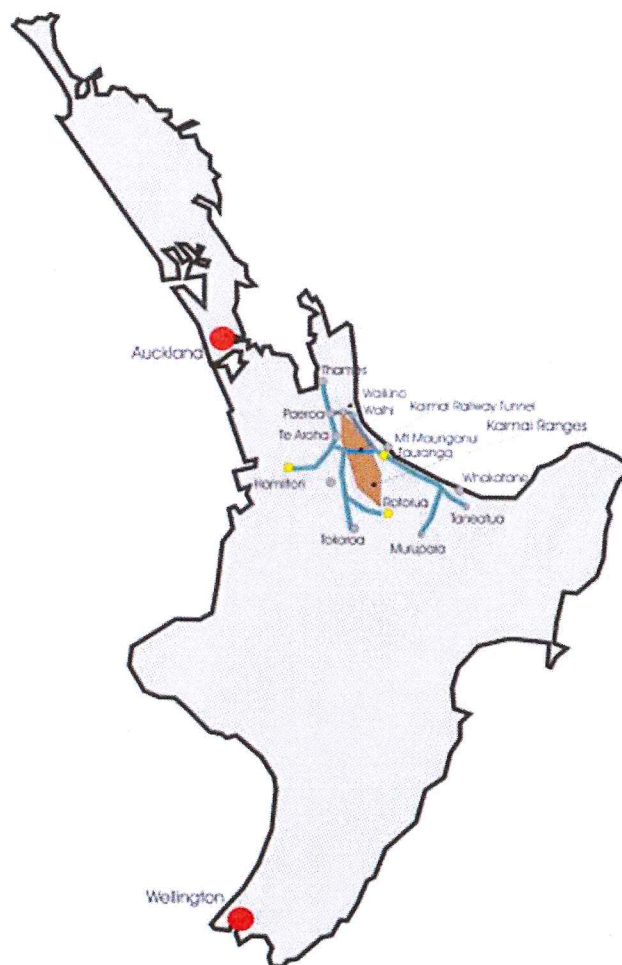 Auckland
Thames
Waikino
Paeroa
Waihi
Kaimai Railway Tunnel
Te Aroha
Mt Maunganui
Kaimai Ranges
Tauranga
Hamilton
Whakatane
Rotorua
Taneatua
Tokoroa
Murupara
Wellington